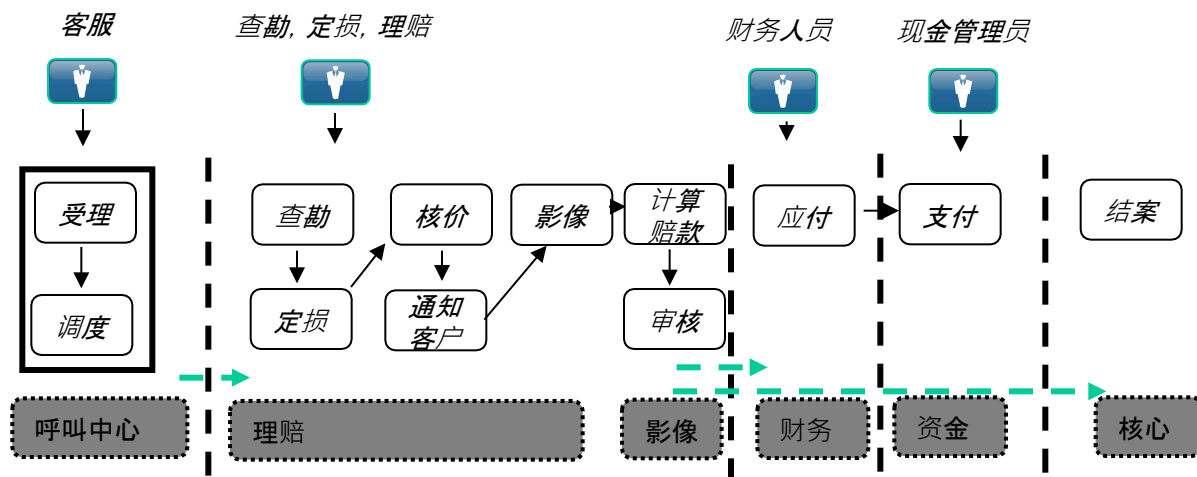 客服
查勘, 定损, 理赔
财务人员
现金管理员
受理
查勘
核价
影像
计算
赔款
应付
支付
结案
调度
定损
通知
客户
审核
呼叫中心
理赔
影像
财务
资金
核心